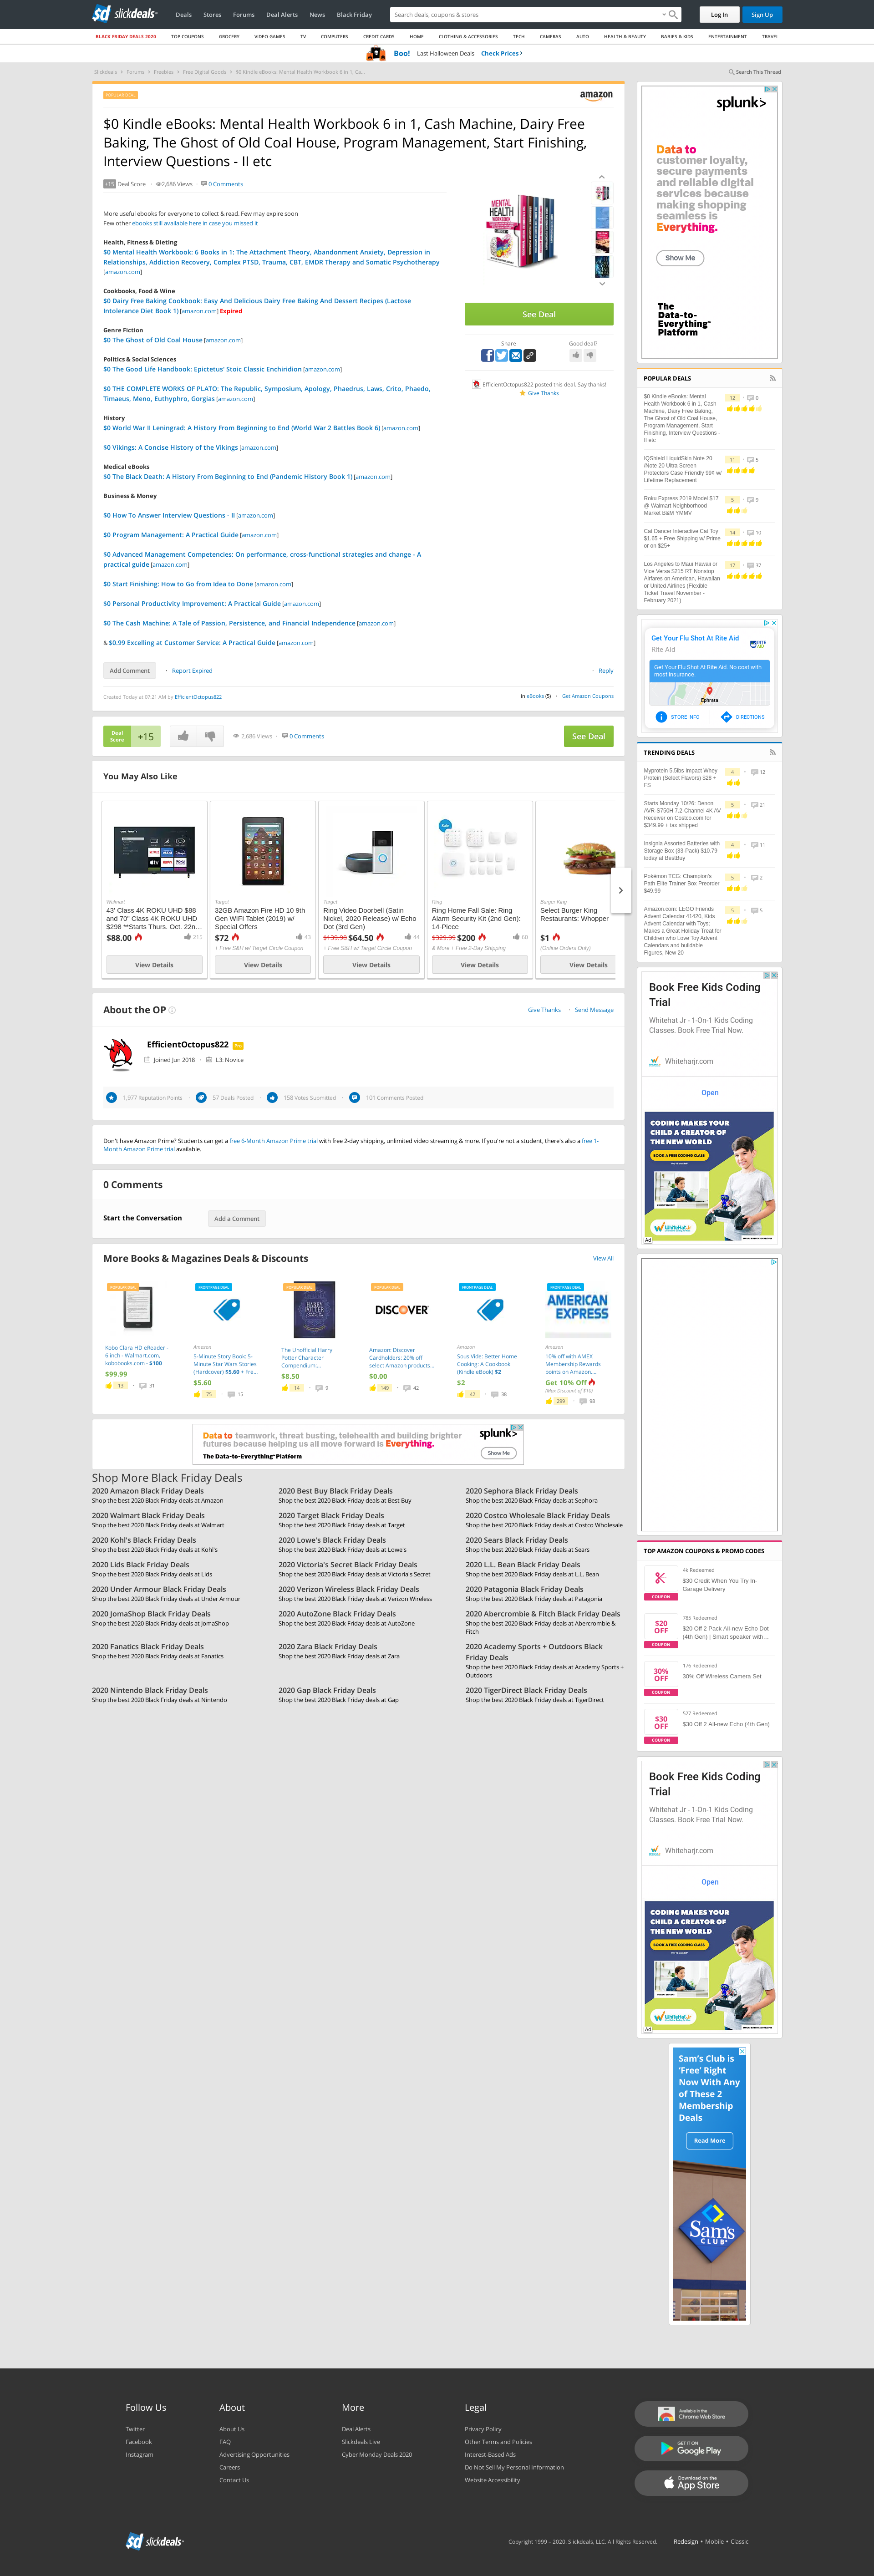 slickdeals
Deals Stores Forums Deal Alerts News Black Friday
Search deals, coupons & stores
Log In Sign Up
BLACK FRIDAY DEALS 2020 TOP COUPONS GROCERY VIDEO GAMES TV COMPUTERS CREDIT CARDS HOME CLOTHING & ACCESSORIES TECH CAMERAS AUTO HEALTH & BEAUTY BABIES & KIDS ENTERTAINMENT TRAVEL
Boo! Last Halloween Deals Check Prices
Slickdeals Forums Freebies Free Digital Goods $0 Kindle eBooks: Mental Health Workbook 6 in 1, Ca...
Search This Thread
POPULAR DEAL
amazon
$0 Kindle eBooks: Mental Health Workbook 6 in 1, Cash Machine, Dairy Free
Baking, The Ghost of Old Coal House, Program Management, Start Finishing,
Interview Questions - II etc
+15 Deal Score 2,686 Views 0 Comments
More useful ebooks for everyone to collect & read. Few may expire soon
Few other ebooks still available here in case you missed it
Health, Fitness & Dieting
$0 Mental Health Workbook: 6 Books in 1: The Attachment Theory, Abandonment Anxiety, Depression in
Relationships, Addiction Recovery, Complex PTSD, Trauma, CBT, EMDR Therapy and Somatic Psychotherapy
[amazon.com]
Cookbooks, Food & Wine
$0 Dairy Free Baking Cookbook: Easy And Delicious Dairy Free Baking And Dessert Recipes (Lactose
Intolerance Diet Book 1) [amazon.com] Expired
Genre Fiction
$0 The Ghost of Old Coal House [amazon.com]
Politics & Social Sciences
$0 The Good Life Handbook: Epictetus' Stoic Classic Enchiridion [amazon.com]
$0 THE COMPLETE WORKS OF PLATO: The Republic, Symposium, Apology, Phaedrus, Laws, Crito, Phaedo,
Timaeus, Meno, Euthyphro, Gorgias [amazon.com]
History
$0 World War II Leningrad: A History From Beginning to End (World War 2 Battles Book 6) [amazon.com]
$0 Vikings: A Concise History of the Vikings [amazon.com]
Medical eBooks
$0 The Black Death: A History From Beginning to End (Pandemic History Book 1) [amazon.com]
Business & Money
$0 How To Answer Interview Questions - II [amazon.com]
$0 Program Management: A Practical Guide [amazon.com]
$0 Advanced Management Competencies: On performance, cross-functional strategies and change - A
practical guide [amazon.com]
$0 Start Finishing: How to Go from Idea to Done [amazon.com]
$0 Personal Productivity Improvement: A Practical Guide [amazon.com]
$0 The Cash Machine: A Tale of Passion, Persistence, and Financial Independence [amazon.com]
& $0.99 Excelling at Customer Service: A Practical Guide [amazon.com]
Add Comment Report Expired Reply
Created Today at 07:21 AM by EfficientOctopus822
in eBooks (5) Get Amazon Coupons
MENTAL HEALTH WORKBOOK
See Deal
Share Good deal?
EfficientOctopus822 posted this deal. Say thanks!
Give Thanks
Deal Score +15 2,686 Views 0 Comments See Deal
You May Also Like
Walmart
43' Class 4K ROKU UHD $88
and 70" Class 4K ROKU UHD
$298 **Starts Thurs. Oct. 22n...
$88.00 215
View Details
Target
32GB Amazon Fire HD 10 9th
Gen WIFI Tablet (2019) w/
Special Offers
$72 43
+ Free S&H w/ Target Circle Coupon
View Details
Target
Ring Video Doorbell (Satin
Nickel, 2020 Release) w/ Echo
Dot (3rd Gen)
$139.98 $64.50 44
+ Free S&H w/ Target Circle Coupon
View Details
Sale
Ring
Ring Home Fall Sale: Ring
Alarm Security Kit (2nd Gen):
14-Piece
$329.99 $200 60
& More + Free 2-Day Shipping
View Details
Burger King
Select Burger King
Restaurants: Whopper
$1
(Online Orders Only)
View Details
About the OP
Give Thanks Send Message
EfficientOctopus822 Pro
Joined Jun 2018 L3: Novice
1,977 Reputation Points 57 Deals Posted 158 Votes Submitted 101 Comments Posted
Don't have Amazon Prime? Students can get a free 6-Month Amazon Prime trial with free 2-day shipping, unlimited video streaming & more. If you're not a student, there's also a free 1-
Month Amazon Prime trial available.
0 Comments
Start the Conversation Add a Comment
More Books & Magazines Deals & Discounts
View All
POPULAR DEAL
Kobo Clara HD eReader -
6 inch - Walmart.com,
kobobooks.com - $100
$99.99
13 31
FRONTPAGE DEAL
Amazon
5-Minute Story Book: 5-
Minute Star Wars Stories
(Hardcover) $5.60 + Fre...
$5.60
75 15
POPULAR DEAL
HARRY POTTER
The Unofficial Harry
Potter Character
Compendium:...
$8.50
14 9
POPULAR DEAL
DISCOVER
Amazon: Discover
Cardholders: 20% off
select Amazon products...
$0.00
149 42
FRONTPAGE DEAL
Amazon
Sous Vide: Better Home
Cooking: A Cookbook
(Kindle eBook) $2
$2
42 38
FRONTPAGE DEAL
AMERICAN EXPRESS
Amazon
10% off with AMEX
Membership Rewards
points on Amazon...
Get 10% Off
(Max Discount of $10)
299 98
Data to teamwork, threat busting, telehealth and building brighter
futures because helping us all move forward is Everything.
The Data-to-Everything Platform
splunk>
Show Me
Shop More Black Friday Deals
2020 Amazon Black Friday Deals
Shop the best 2020 Black Friday deals at Amazon
2020 Best Buy Black Friday Deals
Shop the best 2020 Black Friday deals at Best Buy
2020 Sephora Black Friday Deals
Shop the best 2020 Black Friday deals at Sephora
2020 Walmart Black Friday Deals
Shop the best 2020 Black Friday deals at Walmart
2020 Target Black Friday Deals
Shop the best 2020 Black Friday deals at Target
2020 Costco Wholesale Black Friday Deals
Shop the best 2020 Black Friday deals at Costco Wholesale
2020 Kohl's Black Friday Deals
Shop the best 2020 Black Friday deals at Kohl's
2020 Lowe's Black Friday Deals
Shop the best 2020 Black Friday deals at Lowe's
2020 Sears Black Friday Deals
Shop the best 2020 Black Friday deals at Sears
2020 Lids Black Friday Deals
Shop the best 2020 Black Friday deals at Lids
2020 Victoria's Secret Black Friday Deals
Shop the best 2020 Black Friday deals at Victoria's Secret
2020 L.L. Bean Black Friday Deals
Shop the best 2020 Black Friday deals at L.L. Bean
2020 Under Armour Black Friday Deals
Shop the best 2020 Black Friday deals at Under Armour
2020 Verizon Wireless Black Friday Deals
Shop the best 2020 Black Friday deals at Verizon Wireless
2020 Patagonia Black Friday Deals
Shop the best 2020 Black Friday deals at Patagonia
2020 JomaShop Black Friday Deals
Shop the best 2020 Black Friday deals at JomaShop
2020 AutoZone Black Friday Deals
Shop the best 2020 Black Friday deals at AutoZone
2020 Abercrombie & Fitch Black Friday Deals
Shop the best 2020 Black Friday deals at Abercrombie &
Fitch
2020 Fanatics Black Friday Deals
Shop the best 2020 Black Friday deals at Fanatics
2020 Zara Black Friday Deals
Shop the best 2020 Black Friday deals at Zara
2020 Academy Sports + Outdoors Black
Friday Deals
Shop the best 2020 Black Friday deals at Academy Sports +
Outdoors
2020 Nintendo Black Friday Deals
Shop the best 2020 Black Friday deals at Nintendo
2020 Gap Black Friday Deals
Shop the best 2020 Black Friday deals at Gap
2020 TigerDirect Black Friday Deals
Shop the best 2020 Black Friday deals at TigerDirect
splunk>
Data to
customer loyalty,
secure payments
and reliable digital
services because
making shopping
seamless is
Everything.
Show Me
The
Data-to-
Everything
Platform™
POPULAR DEALS
$0 Kindle eBooks: Mental
Health Workbook 6 in 1, Cash
Machine, Dairy Free Baking,
The Ghost of Old Coal House,
Program Management, Start
Finishing, Interview Questions -
II etc
12 0
IQShield LiquidSkin Note 20
/Note 20 Ultra Screen
Protectors Case Friendly 99¢ w/
Lifetime Replacement
11 5
Roku Express 2019 Model $17
@ Walmart Neighborhood
Market B&M YMMV
5 9
Cat Dancer Interactive Cat Toy
$1.65 + Free Shipping w/ Prime
or on $25+
14 10
Los Angeles to Maui Hawaii or
Vice Versa $215 RT Nonstop
Airfares on American, Hawaiian
or United Airlines (Flexible
Ticket Travel November -
February 2021)
17 37
Get Your Flu Shot At Rite Aid
Rite Aid
RITE AID
Get Your Flu Shot At Rite Aid. No cost with
most insurance.
Ephrata
STORE INFO DIRECTIONS
TRENDING DEALS
Myprotein 5.5lbs Impact Whey
Protein (Select Flavors) $28 +
FS
4 12
Starts Monday 10/26: Denon
AVR-S750H 7.2-Channel 4K AV
Receiver on Costco.com for
$349.99 + tax shipped
5 21
Insignia Assorted Batteries with
Storage Box (33-Pack) $10.79
today at BestBuy
4 11
Pokémon TCG: Champion's
Path Elite Trainer Box Preorder
$49.99
5 2
Amazon.com: LEGO Friends
Advent Calendar 41420, Kids
Advent Calendar with Toys;
Makes a Great Holiday Treat for
Children who Love Toy Advent
Calendars and buildable
Figures, New 20
5 5
Book Free Kids Coding
Trial
Whitehat Jr - 1-On-1 Kids Coding
Classes. Book Free Trial Now.
Whiteharjr.com
Open
CODING MAKES YOUR
CHILD A CREATOR OF
THE NEW WORLD
BOOK A FREE CODING CLASS
WhiteHat Jr
Ad
TOP AMAZON COUPONS & PROMO CODES
COUPON
4k Redeemed
$30 Credit When You Try In-
Garage Delivery
$20
OFF
COUPON
785 Redeemed
$20 Off 2 Pack All-new Echo Dot
(4th Gen) | Smart speaker with...
30%
OFF
COUPON
176 Redeemed
30% Off Wireless Camera Set
$30
OFF
COUPON
527 Redeemed
$30 Off 2 All-new Echo (4th Gen)
Book Free Kids Coding
Trial
Whitehat Jr - 1-On-1 Kids Coding
Classes. Book Free Trial Now.
Whiteharjr.com
Open
CODING MAKES YOUR
CHILD A CREATOR OF
THE NEW WORLD
BOOK A FREE CODING CLASS
WhiteHat Jr
Ad
Sam's Club is
'Free' Right
Now With Any
of These 2
Membership
Deals
Read More
Sam's
CLUB
Follow Us
Twitter
Facebook
Instagram
About
About Us
FAQ
Advertising Opportunities
Careers
Contact Us
More
Deal Alerts
Slickdeals Live
Cyber Monday Deals 2020
Legal
Privacy Policy
Other Terms and Policies
Interest-Based Ads
Do Not Sell My Personal Information
Website Accessibility
Available in the
Chrome Web Store
GET IT ON
Google Play
Download on the
App Store
slickdeals
Copyright 1999 – 2020. Slickdeals, LLC. All Rights Reserved.
Redesign • Mobile • Classic